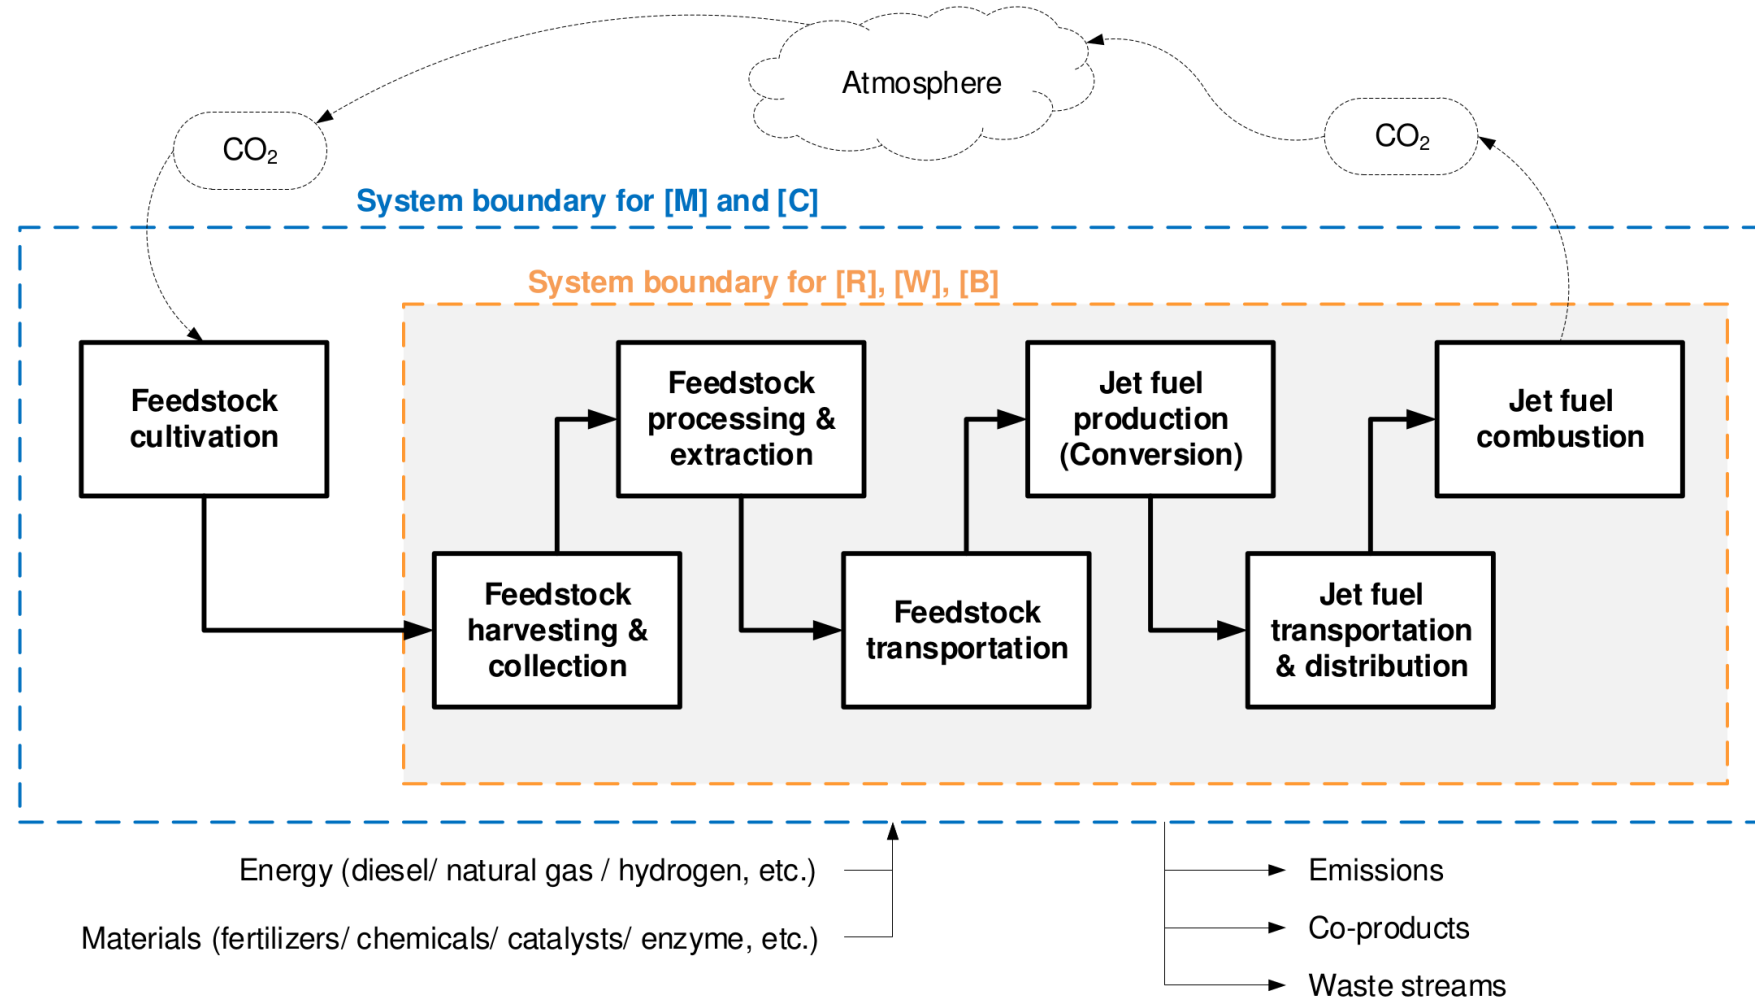 Atmosphere
CO₂
CO₂
System boundary for [M] and [C]
System boundary for [R], [W], [B]
Feedstock
cultivation
Feedstock
harvesting &
collection
Feedstock
processing &
extraction
Feedstock
transportation
Jet fuel
production
(Conversion)
Jet fuel
transportation
& distribution
Jet fuel
combustion
Energy (diesel/ natural gas / hydrogen, etc.)
Materials (fertilizers/ chemicals/ catalysts/ enzyme, etc.)
Emissions
Co-products
Waste streams